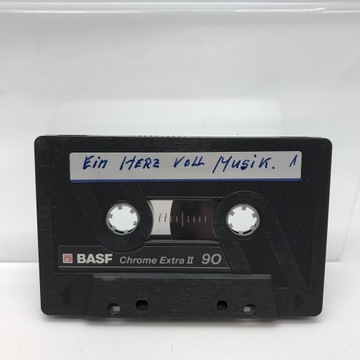 Ein HERZ VOLL MUSIK. 1
BASF Chrome Extra II 90